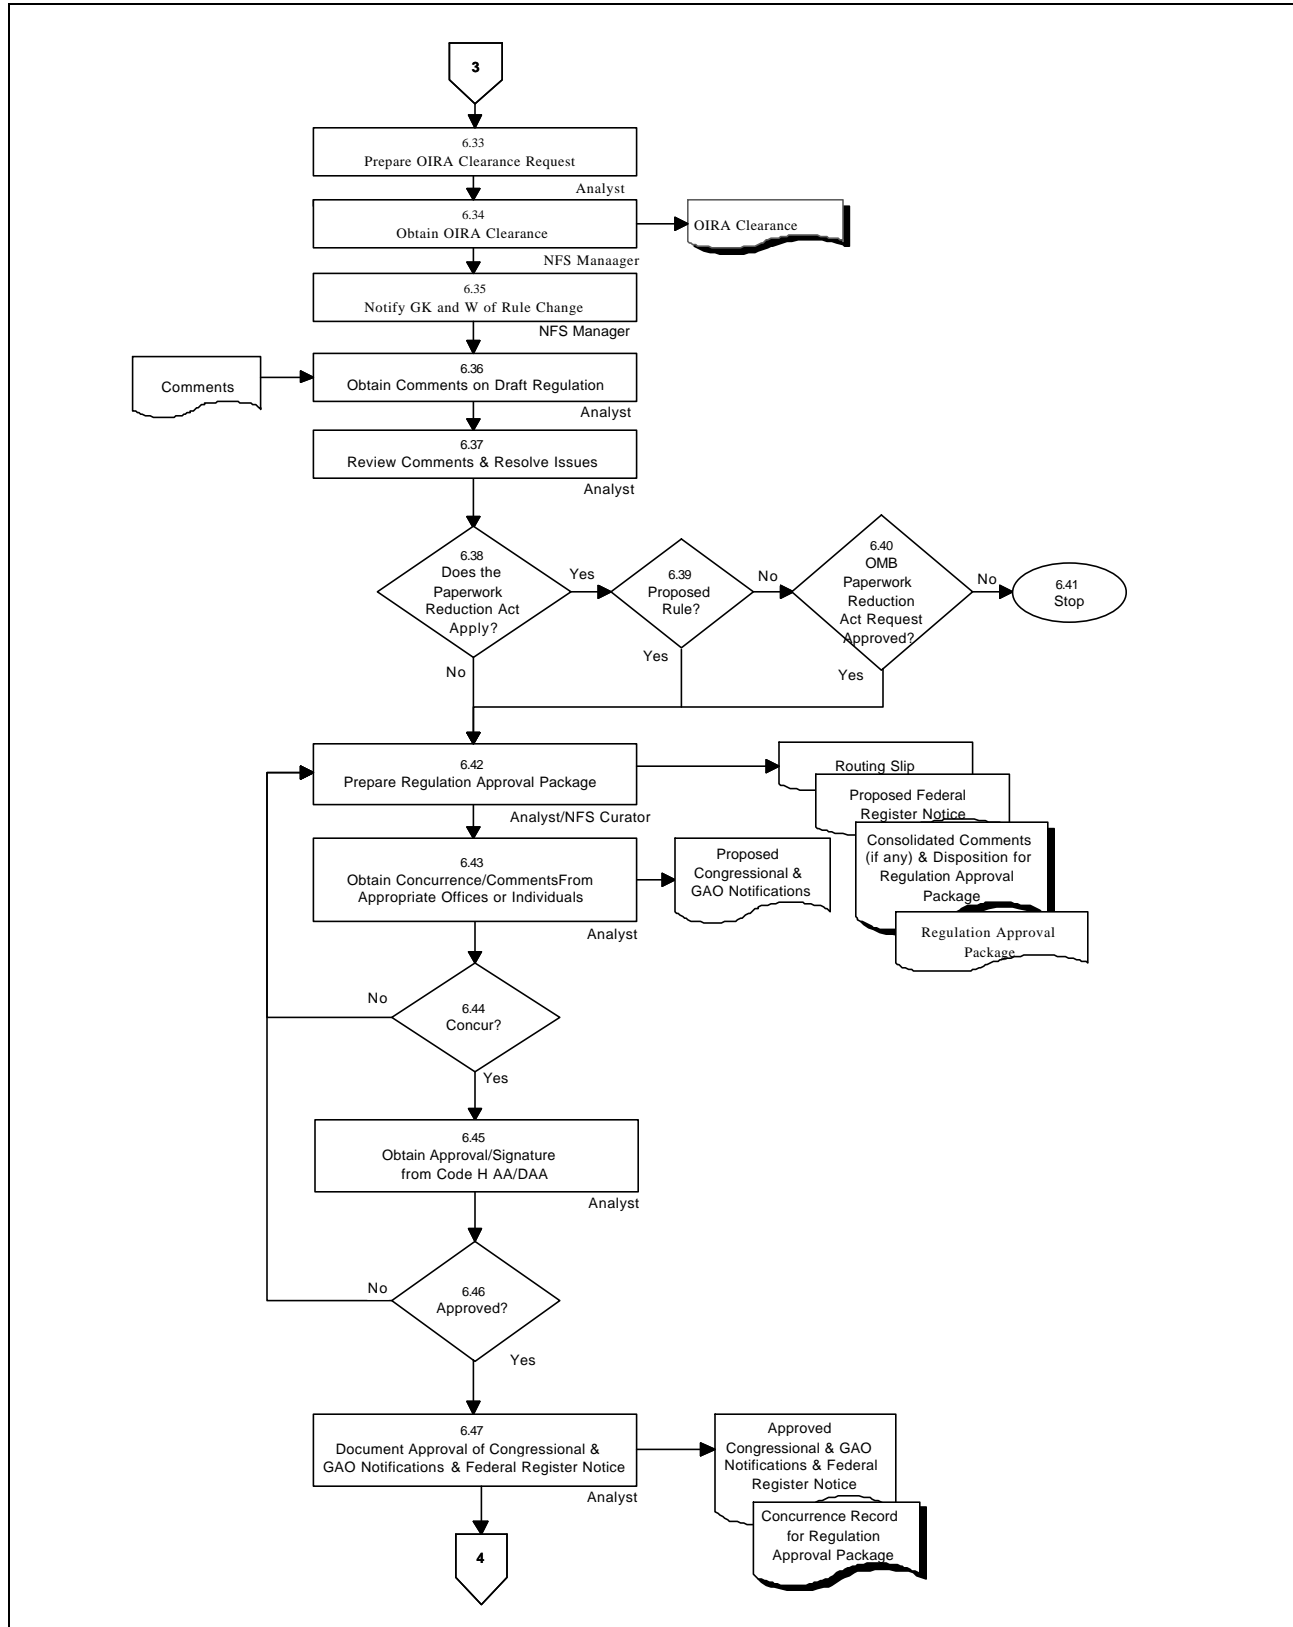 3
6.33
Prepare OIRA Clearance Request
Analyst
6.34
Obtain OIRA Clearance
OIRA Clearance
NFS Manaager
6.35
Notify GK and W of Rule Change
NFS Manager
6.36
Obtain Comments on Draft Regulation
Comments
Analyst
6.37
Review Comments & Resolve Issues
Analyst
6.38
Does the
Paperwork
Reduction Act
Apply?
Yes
No
6.39
Proposed
Rule?
No
Yes
6.40
OMB
Paperwork
Reduction
Act Request
Approved?
No
Yes
6.41
Stop
6.42
Prepare Regulation Approval Package
Analyst/NFS Curator
Routing Slip
Proposed Federal
Register Notice
Consolidated Comments
(if any) & Disposition for
Regulation Approval
Package
Regulation Approval
Package
6.43
Obtain Concurrence/CommentsFrom
Appropriate Offices or Individuals
Analyst
Proposed
Congressional &
GAO Notifications
No
6.44
Concur?
Yes
6.45
Obtain Approval/Signature
from Code H AA/DAA
Analyst
No
6.46
Approved?
Yes
6.47
Document Approval of Congressional &
GAO Notifications & Federal Register Notice
Analyst
Approved
Congressional & GAO
Notifications & Federal
Register Notice
Concurrence Record
for Regulation
Approval Package
4